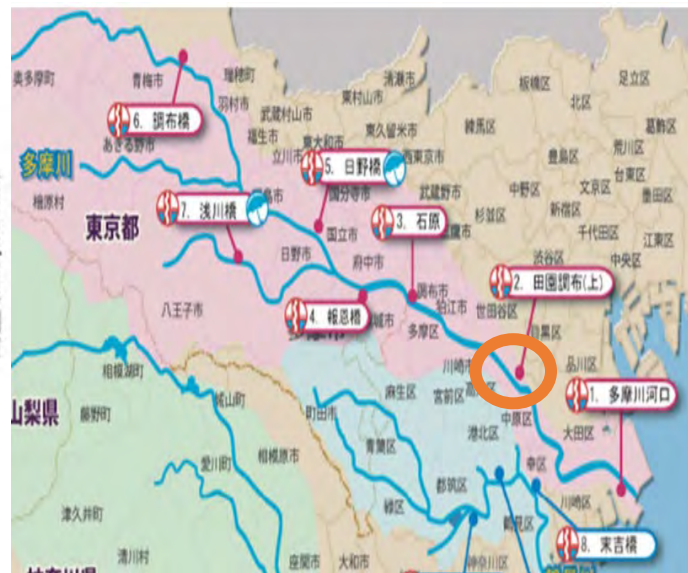 奥多摩町
青梅市
瑞穂町
羽村市
武蔵村山市
東村山市
清瀬市
板橋区
足立区
北区
葛飾区
6. 調布橋
あきる野市
福生市
東大和市
東久留米市
練馬区
荒川区
立川市
西東京市
豊島区
台東区
多摩川
5. 日野橋
国分寺市
武蔵野市
中野区
文京区
墨田区
檜原村
7. 浅川橋
3. 石原
杉並区
新宿区
東京都
国立市
千代田区
江東区
日野市
府中市
渋谷区
中央区
2. 田園調布(上)
八王子市
調布市
狛江市
世田谷区
4. 報恩橋
多摩区
目黒区
相模湖町
川崎市
品川区
山梨県
藤野町
城山町
麻生区
宮前区
1. 多摩川河口
町田市
中原区
港北区
大田区
青葉区
愛川町
相模原市
幸区
都筑区
津久井町
緑区
川崎区
鶴見区
清川村
座間市
大和市
神奈川区
8. 末吉橋